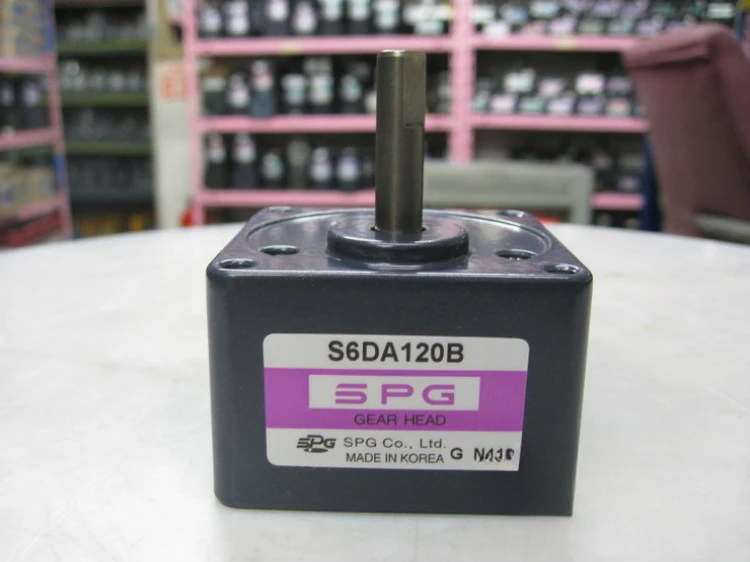 S6DA120B
SPG
GEAR HEAD
SPG SPG Co., Ltd.
MADE IN KOREA G